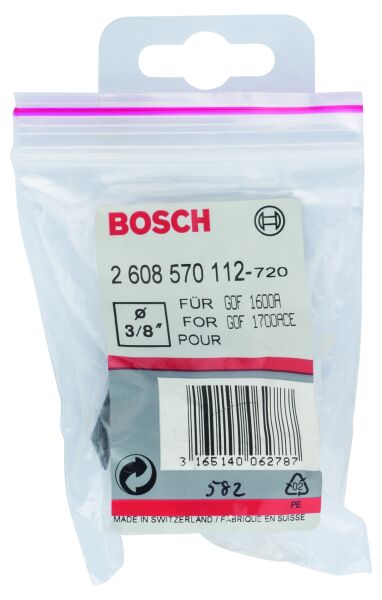 BOSCH
2 608 570 112-720
Ø
3/8"
FÜR GOF 1600A
FOR GOF 1700ACE
POUR
3 165140 062787
582
02
PE
MADE IN SWITZERLAND / FABRIQUE EN SUISSE